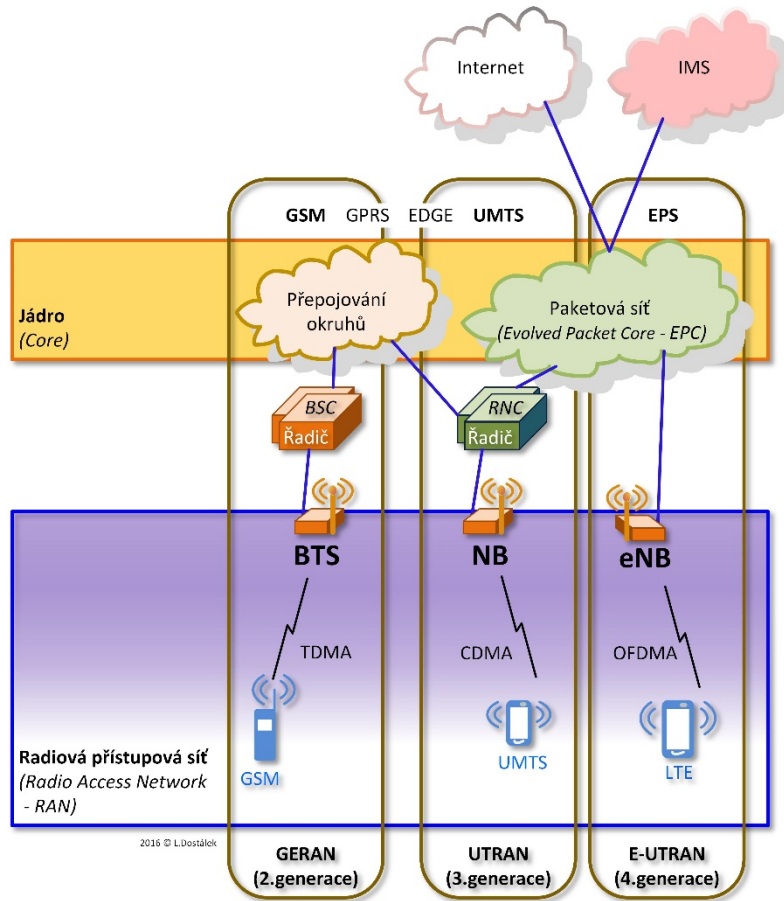 Internet
IMS
GSM GPRS EDGE UMTS EPS
Jádro
(Core)
Přepojování
okruhů
Paketová síť
(Evolved Packet Core - EPC)
BSC
Řadič
RNC
Řadič
BTS
NB
eNB
TDMA
CDMA
OFDMA
GSM
UMTS
LTE
Radiová přístupová síť
(Radio Access Network
- RAN)
2016 © L.Dostálek
GERAN
(2.generace)
UTRAN
(3.generace)
E-UTRAN
(4.generace)